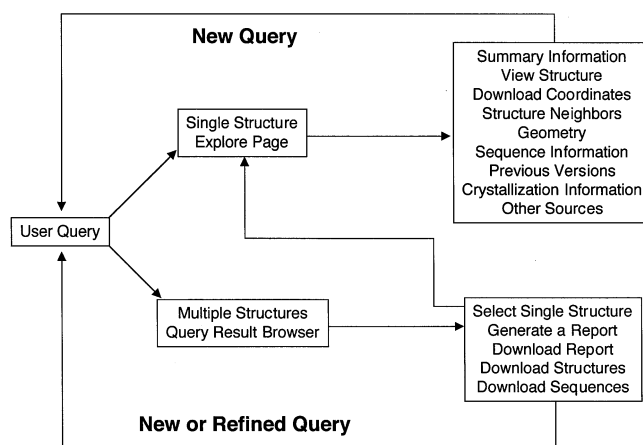 New Query
Summary Information
View Structure
Download Coordinates
Structure Neighbors
Geometry
Sequence Information
Previous Versions
Crystallization Information
Other Sources
Single Structure
Explore Page
User Query
Multiple Structures
Query Result Browser
Select Single Structure
Generate a Report
Download Report
Download Structures
Download Sequences
New or Refined Query